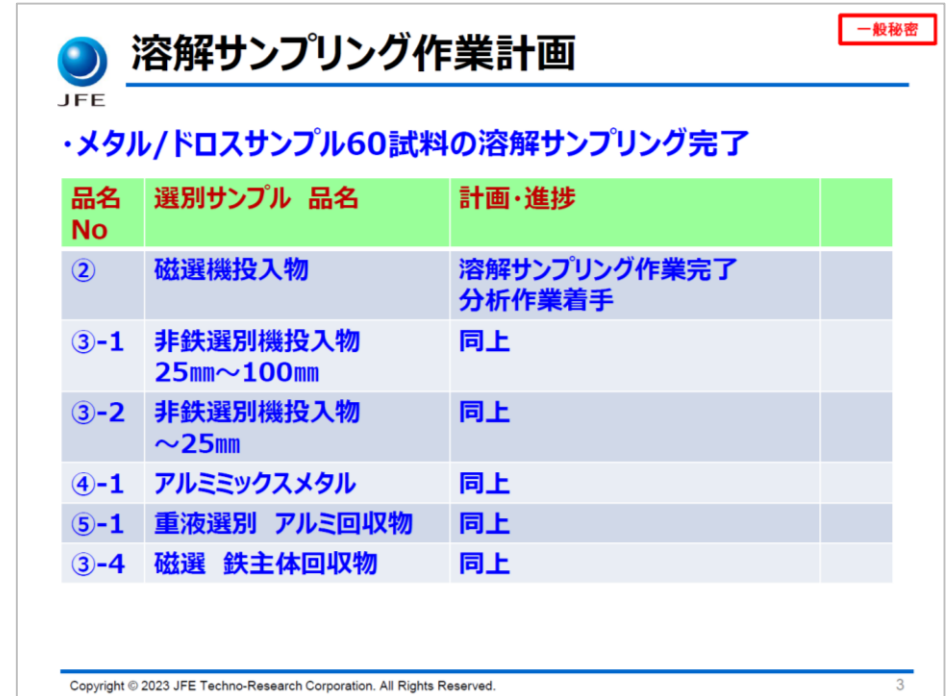 一般秘密
溶解サンプリング作業計画
JFE
・メタル/ドロスサンプル60試料の溶解サンプリング完了
品名 選別サンプル 品名 計画・進捗
No
② 磁選機投入物 溶解サンプリング作業完了
分析作業着手
③-1 非鉄選別機投入物 同上
25㎜～100㎜
③-2 非鉄選別機投入物 同上
～25㎜
④-1 アルミミックスメタル 同上
⑤-1 重液選別 アルミ回収物 同上
③-4 磁選 鉄主体回収物 同上
Copyright © 2023 JFE Techno-Research Corporation. All Rights Reserved.
3